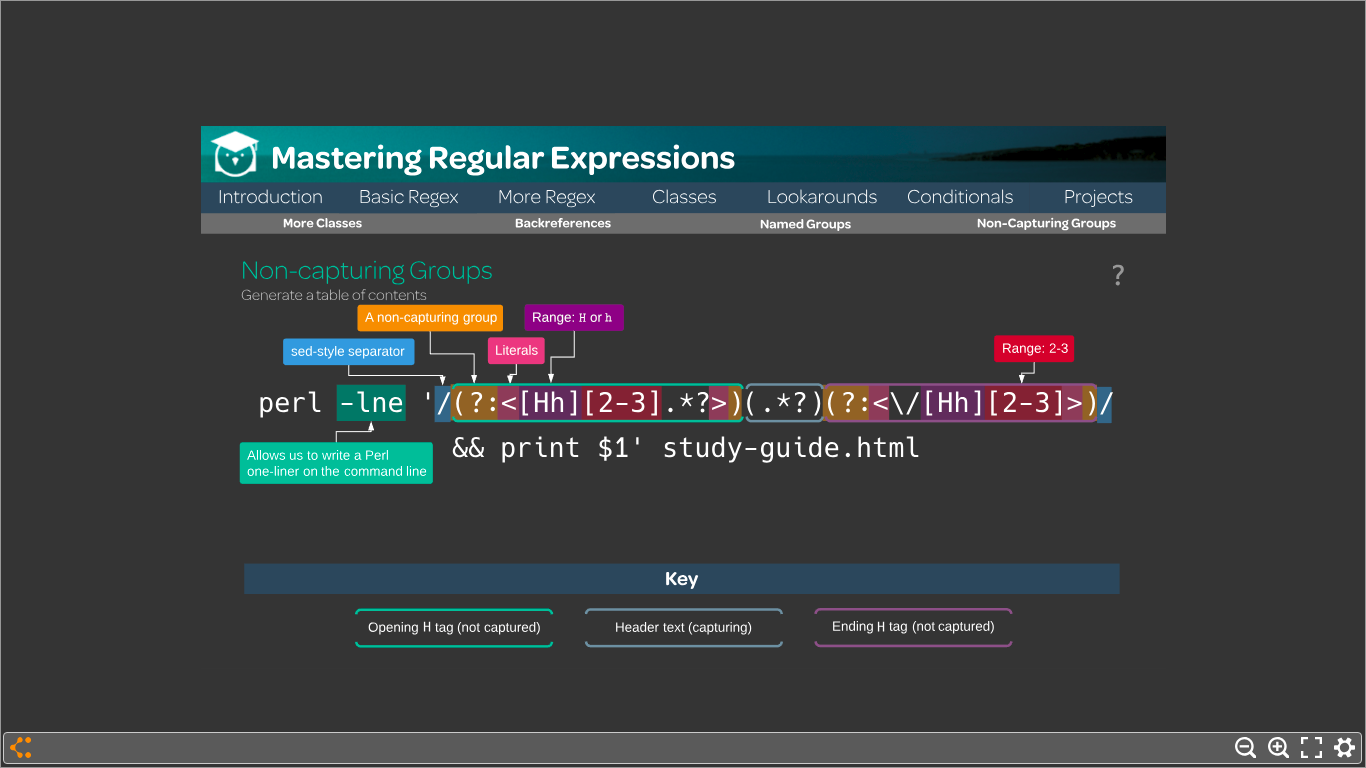 Mastering Regular Expressions
Introduction Basic Regex More Regex Classes Lookarounds Conditionals Projects
More Classes Backreferences Named Groups Non-Capturing Groups
Non-capturing Groups
?
Generate a table of contents
A non-capturing group
Range: H or h
sed-style separator
Literals
Range: 2-3
perl -lne '/(?:<[Hh][2-3].*?>)(.*?)(?:<\/[Hh][2-3]>)/
&& print $1' study-guide.html
Allows us to write a Perl
one-liner on the command line
Key
Opening H tag (not captured)
Header text (capturing)
Ending H tag (not captured)